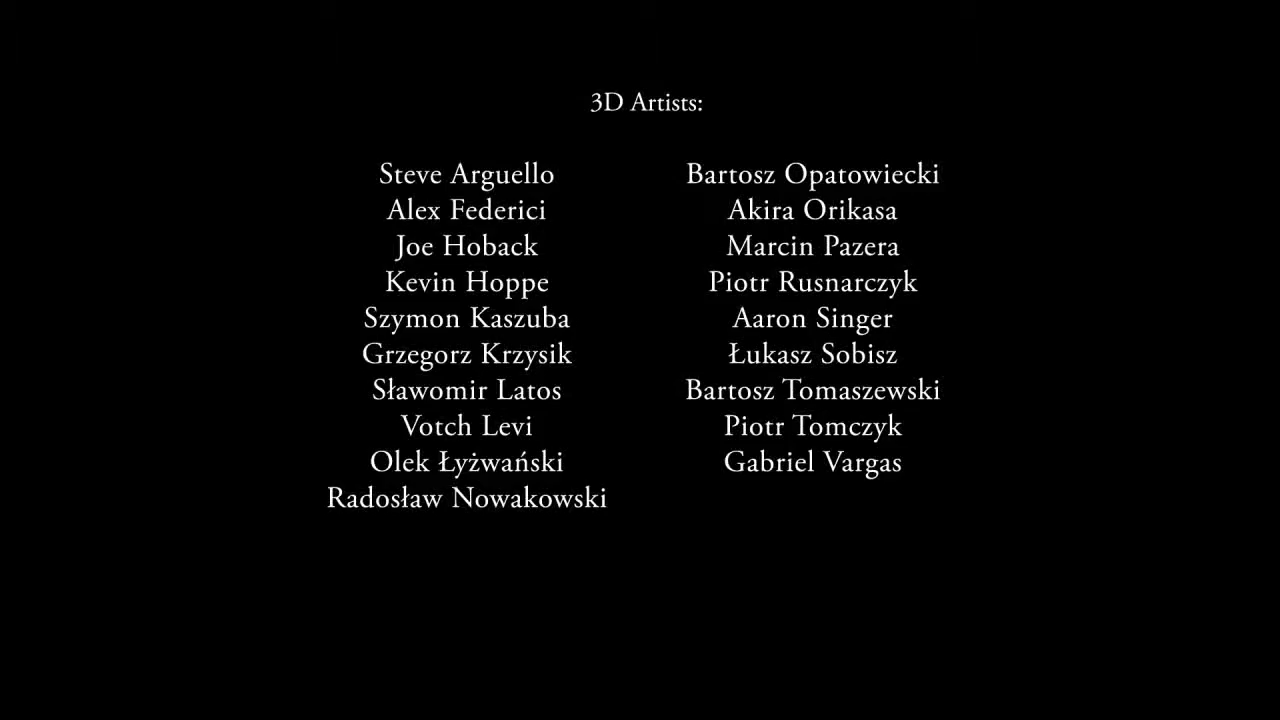 3D Artists:
Steve Arguello
Alex Federici
Joe Hoback
Kevin Hoppe
Szymon Kaszuba
Grzegorz Krzysik
Sławomir Latos
Votch Levi
Olek Łyżwański
Radosław Nowakowski
Bartosz Opatowiecki
Akira Orikasa
Marcin Pazera
Piotr Rusnarczyk
Aaron Singer
Łukasz Sobisz
Bartosz Tomaszewski
Piotr Tomczyk
Gabriel Vargas